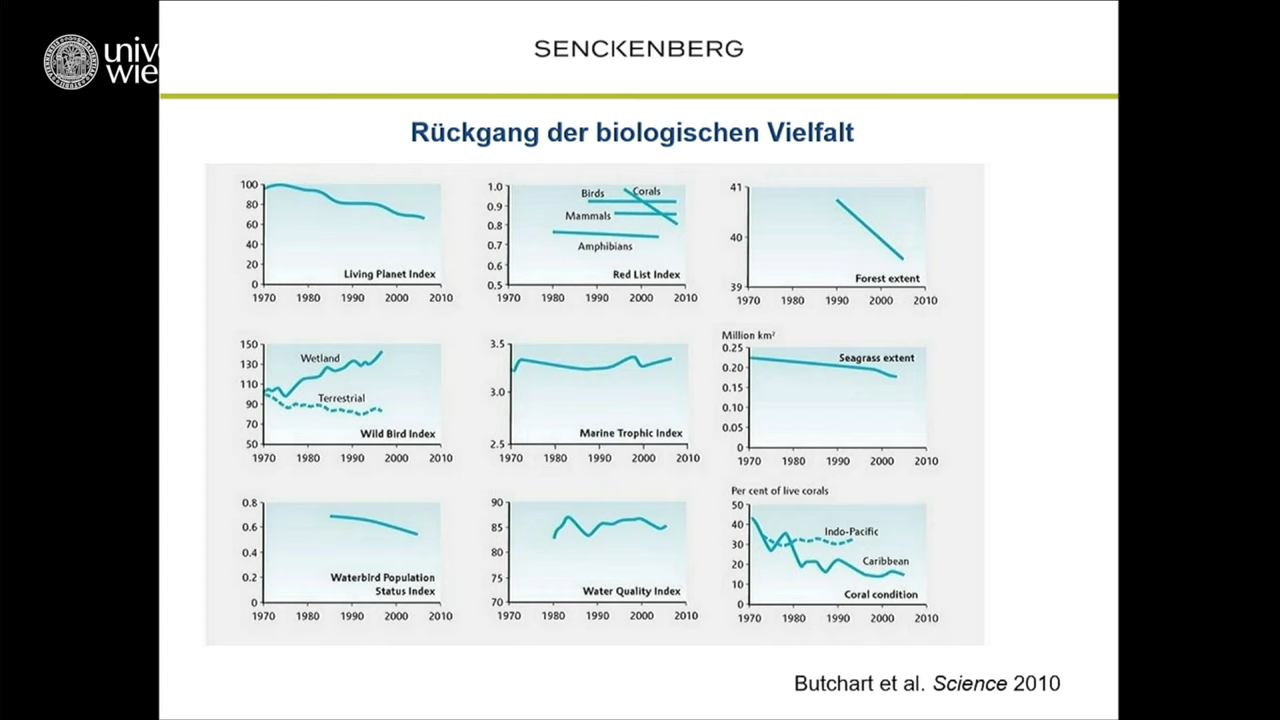 univ
wie
SENCKENBERG
Rückgang der biologischen Vielfalt
100
80
60
40
20
0
1970 1980 1990 2000 2010
Living Planet Index
1.0
0.9
0.8
0.7
0.6
0.5
1970 1980 1990 2000 2010
Birds
Corals
Mammals
Amphibians
Red List Index
41
40
39
1970 1980 1990 2000 2010
Forest extent
150
130
110
90
70
50
1970 1980 1990 2000 2010
Wetland
Terrestrial
Wild Bird Index
3.5
3.0
2.5
1970 1980 1990 2000 2010
Marine Trophic Index
Million km²
0.25
0.20
0.15
0.10
0.05
0
1970 1980 1990 2000 2010
Seagrass extent
0.8
0.6
0.4
0.2
0
1970 1980 1990 2000 2010
Waterbird Population
Status Index
90
85
80
75
70
1970 1980 1990 2000 2010
Water Quality Index
Per cent of live corals
50
40
30
20
10
0
1970 1980 1990 2000 2010
Indo-Pacific
Caribbean
Coral condition
Butchart et al. Science 2010